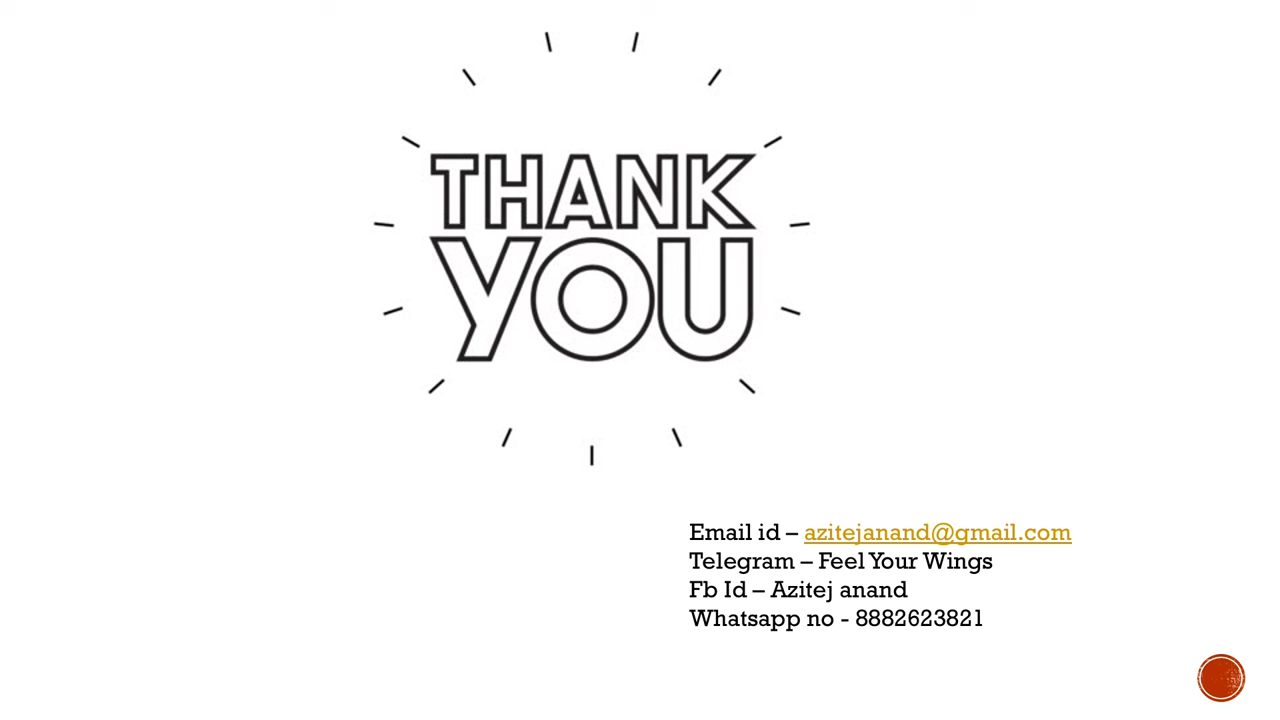 THANK
YOU
Email id – azitejanand@gmail.com
Telegram – Feel Your Wings
Fb Id – Azitej anand
Whatsapp no - 8882623821